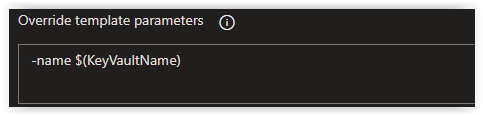 Override template parameters
-name $(KeyVaultName)